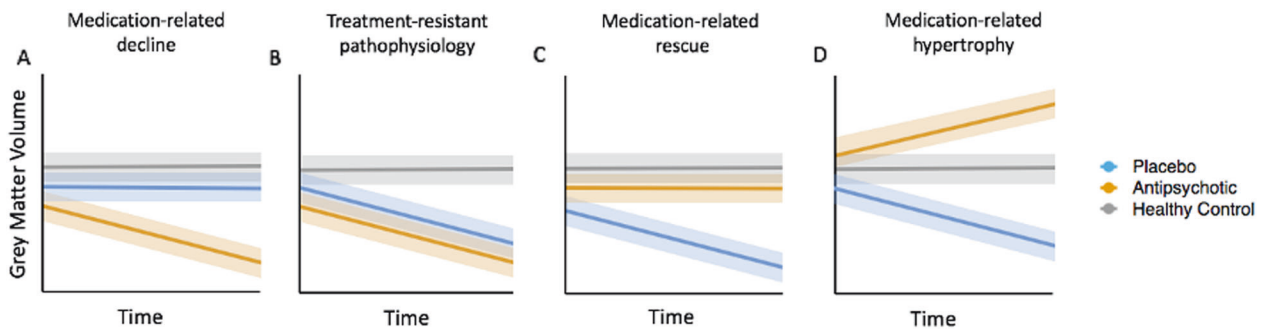 Medication-related
decline
Treatment-resistant
pathophysiology
Medication-related
rescue
Medication-related
hypertrophy
A
B
C
D
Grey Matter Volume
Placebo
Antipsychotic
Healthy Control
Time
Time
Time
Time